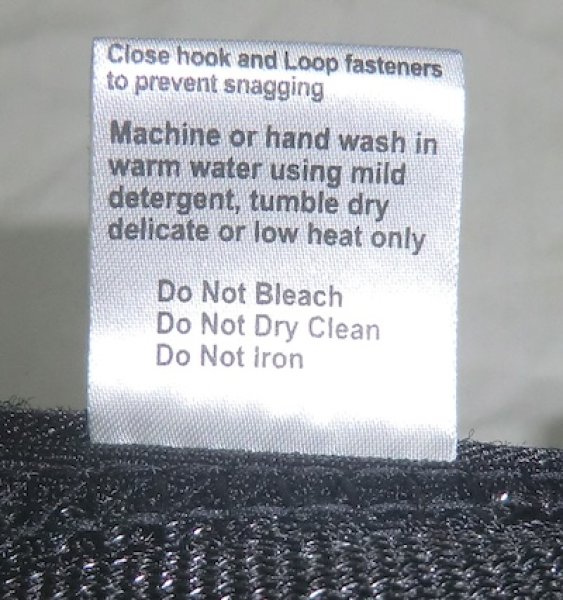 Close hook and Loop fasteners
to prevent snagging
Machine or hand wash in
warm water using mild
detergent, tumble dry
delicate or low heat only
Do Not Bleach
Do Not Dry Clean
Do Not Iron